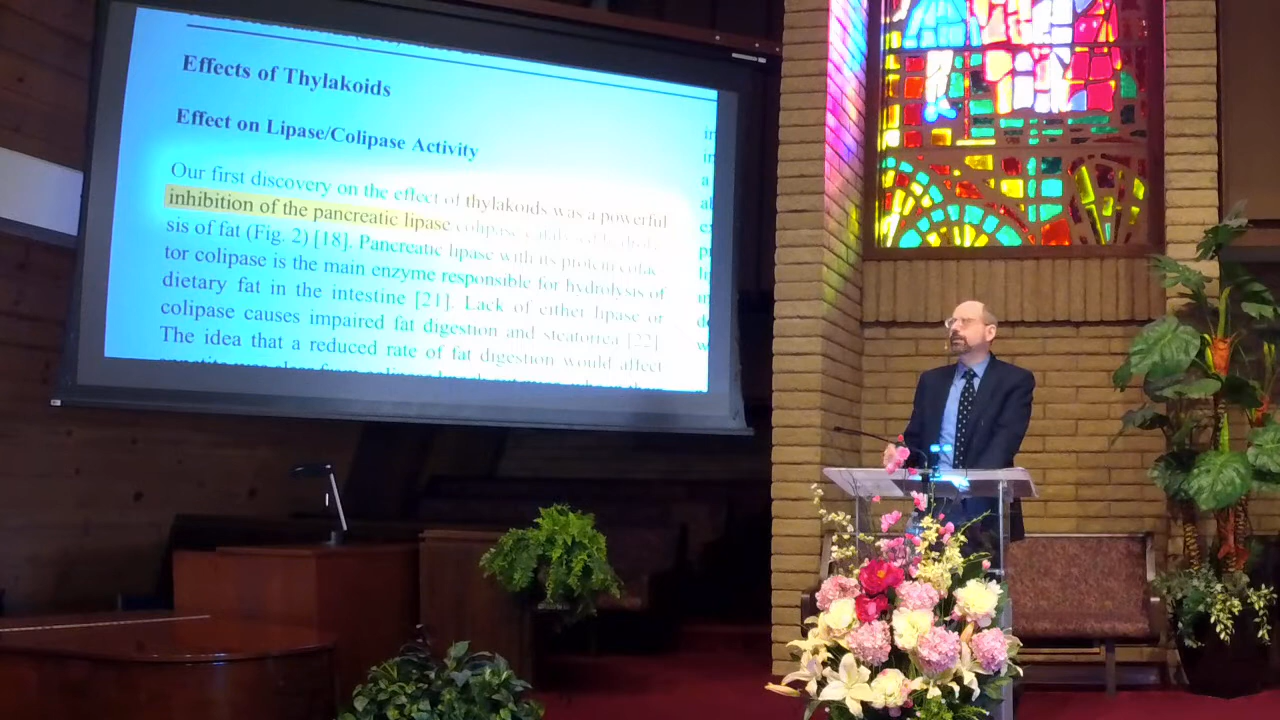 Effects of Thylakoids
Effect on Lipase/Colipase Activity
Our first discovery on the effect of thylakoids was a powerful
inhibition of the pancreatic lipase colipase
sis of fat (Fig. 2) [18]. Pancreatic lipase with its protein cofac
tor colipase is the main enzyme responsible for hydrolysis of
dietary fat in the intestine [21]. Lack of either lipase or
colipase causes impaired fat digestion and steatorrea [22]
The idea that a reduced rate of fat digestion would affect